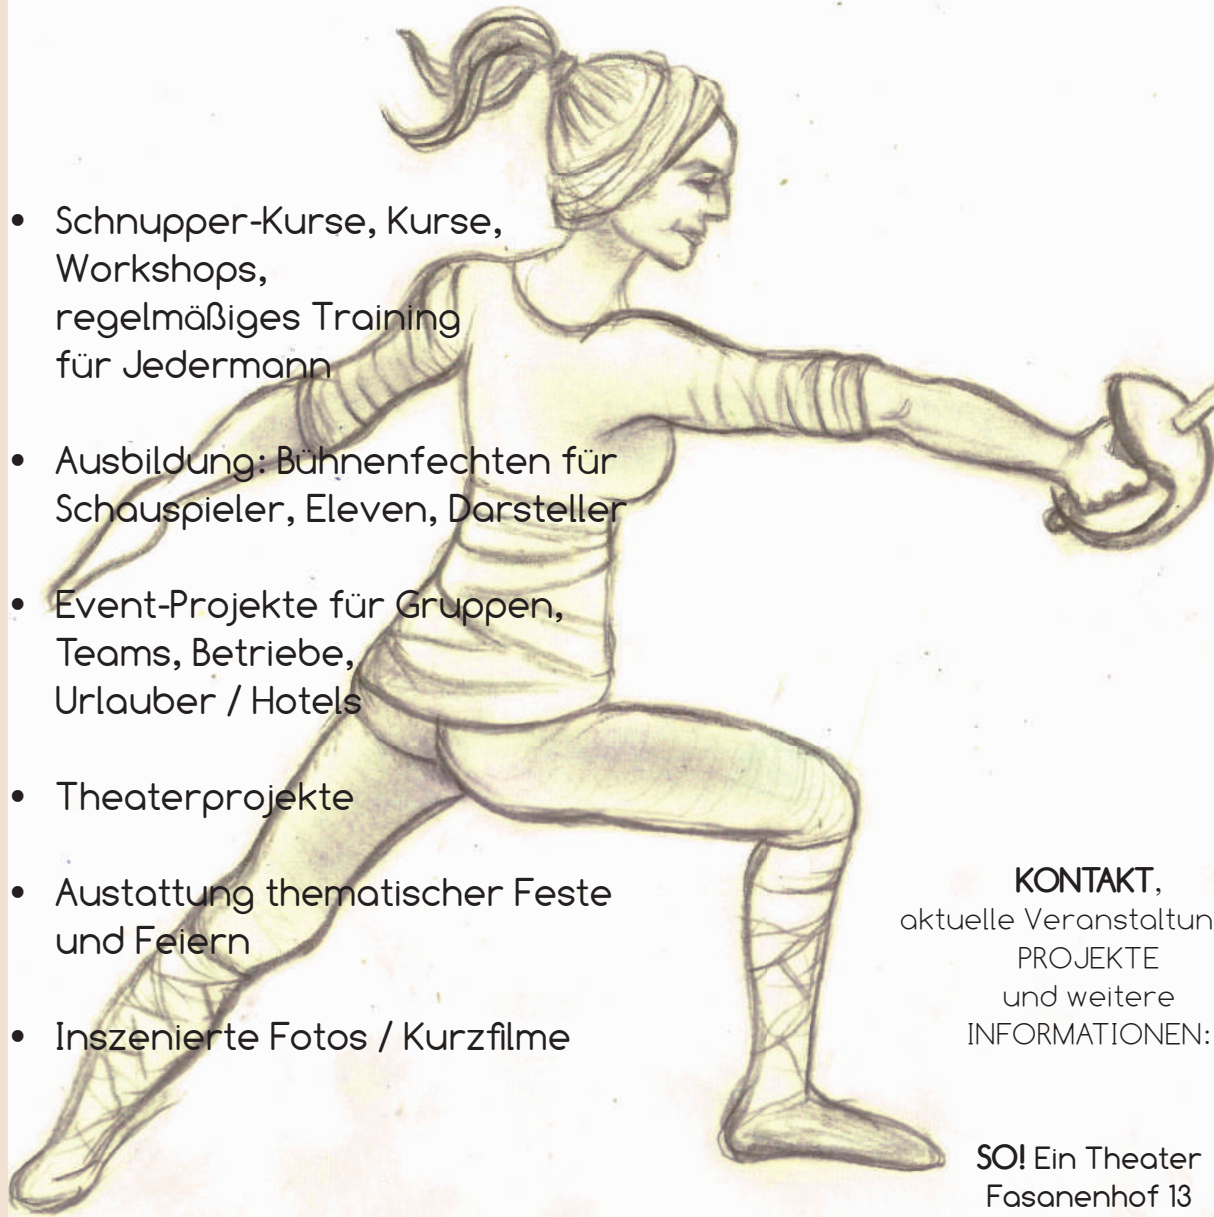 • Schnupper-Kurse, Kurse,
Workshops,
regelmäßiges Training
für Jedermann
• Ausbildung: Bühnenfechten für
Schauspieler, Eleven, Darsteller
• Event-Projekte für Gruppen,
Teams, Betriebe,
Urlauber / Hotels
• Theaterprojekte
• Austattung thematischer Feste
und Feiern
• Inszenierte Fotos / Kurzfilme
KONTAKT,
aktuelle Veranstaltun
PROJEKTE
und weitere
INFORMATIONEN:
SO! Ein Theater
Fasanenhof 13